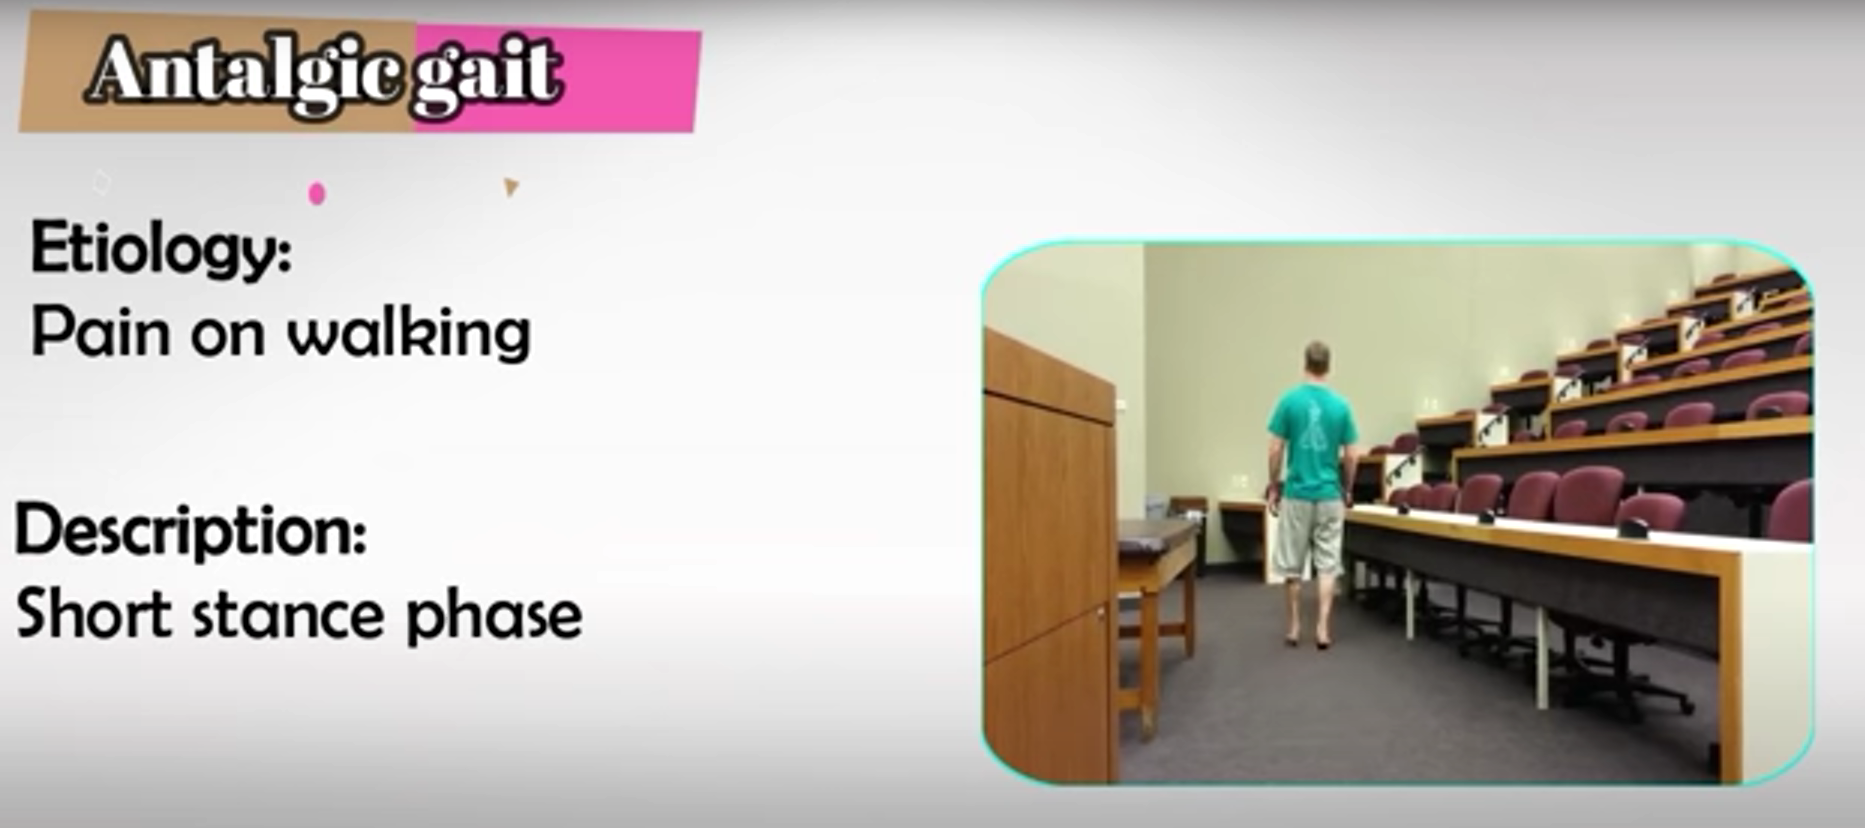 Antalgic gait
Etiology:
Pain on walking
Description:
Short stance phase